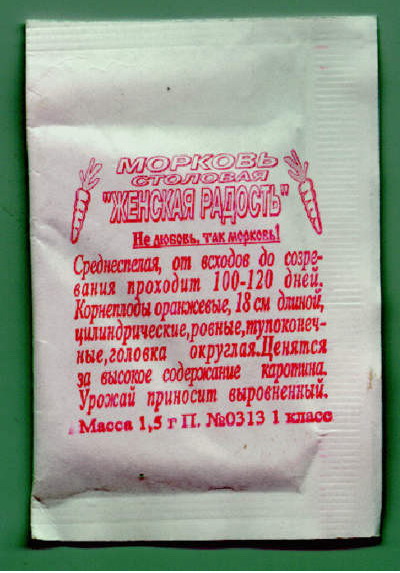 МОРКОВЬ
СТОЛОВАЯ
"ЖЕНСКАЯ РАДОСТЬ"
Не любовь, так морковь!
Среднеспелая, от всходов до созре-
вания проходит 100-120 дней.
Корнеплоды оранжевые, 18 см длиной,
цилиндрические,ровные,тупоконеч-
ные,головка округлая.Ценятся
за высокое содержание каротина.
Урожай приносит выровненный.
Масса 1,5 г П. №0313 1 класс